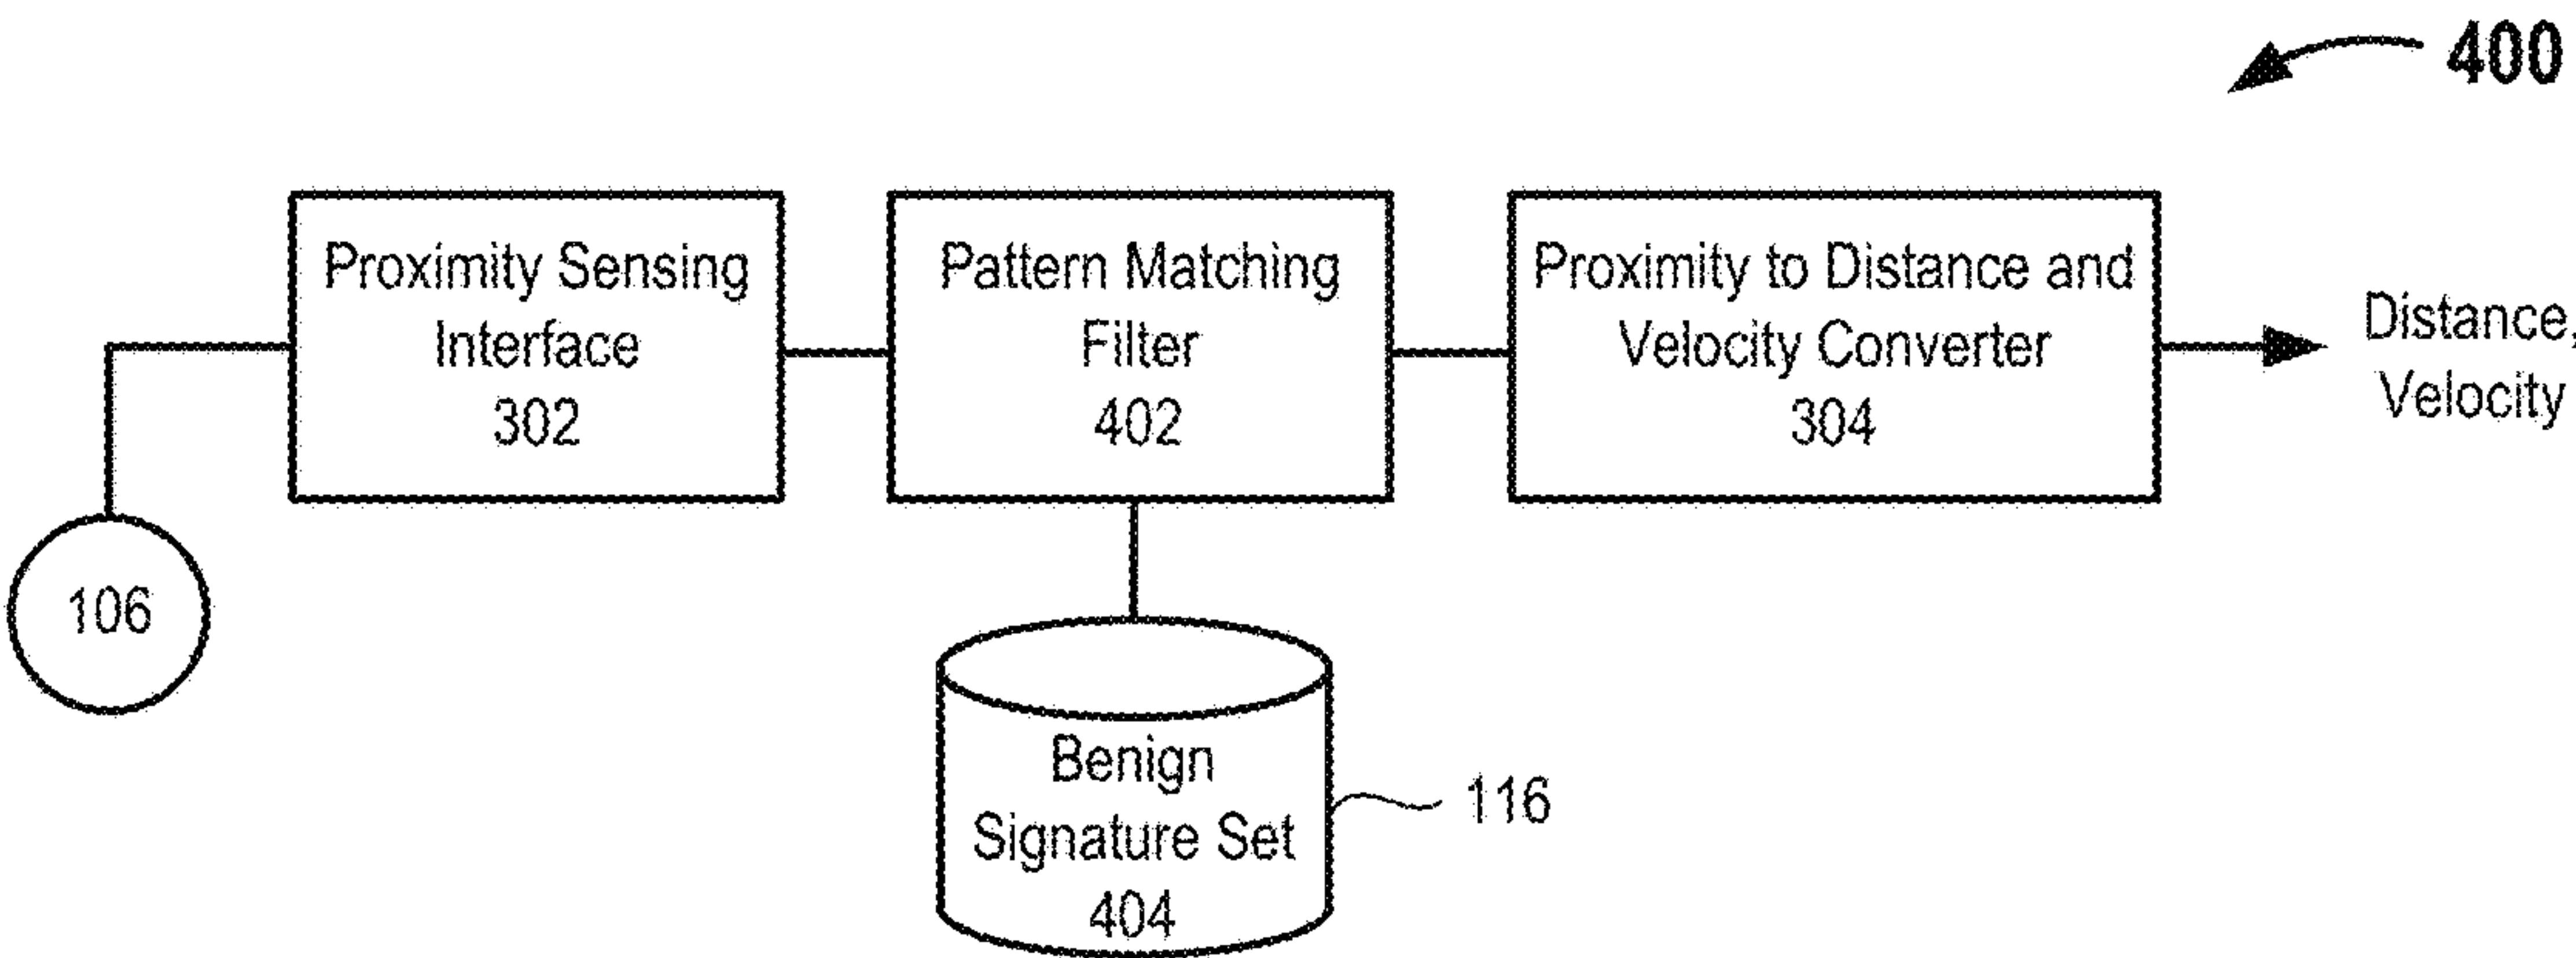 400
Proximity Sensing
Interface
302
Pattern Matching
Filter
402
Proximity to Distance and
Velocity Converter
304
Distance,
Velocity
106
Benign
Signature Set
404
116